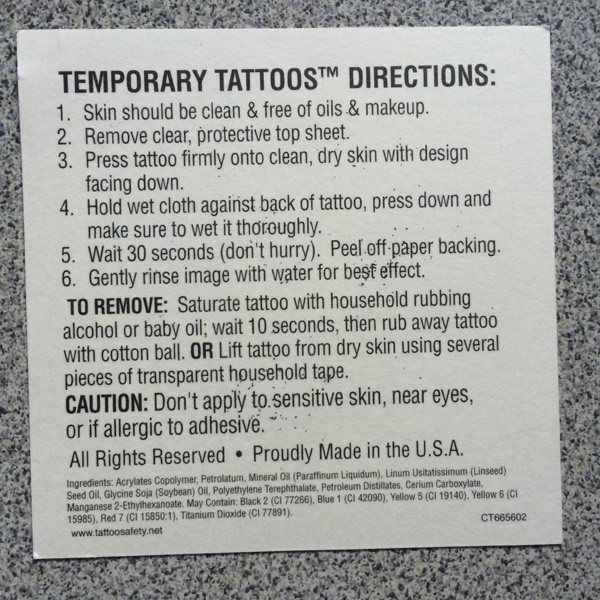 TEMPORARY TATTOOS™ DIRECTIONS:
1. Skin should be clean & free of oils & makeup.
2. Remove clear, protective top sheet.
3. Press tattoo firmly onto clean, dry skin with design
facing down.
4. Hold wet cloth against back of tattoo, press down and
make sure to wet it thoroughly.
5. Wait 30 seconds (don't hurry). Peel off paper backing.
6. Gently rinse image with water for best effect.
TO REMOVE: Saturate tattoo with household rubbing
alcohol or baby oil; wait 10 seconds, then rub away tattoo
with cotton ball. OR Lift tattoo from dry skin using several
pieces of transparent household tape.
CAUTION: Don't apply to sensitive skin, near eyes,
or if allergic to adhesive.
All Rights Reserved • Proudly Made in the U.S.A.
Ingredients: Acrylates Copolymer, Petrolatum, Mineral Oil (Paraffinum Liquidum), Linum Usitatissimum (Linseed)
Seed Oil, Glycine Soja (Soybean) Oil, Polyethylene Terephthalate, Petroleum Distillates, Cerium Carboxylate,
Manganese 2-Ethylhexanoate. May Contain: Black 2 (CI 77266), Blue 1 (CI 42090), Yellow 5 (CI 19140), Yellow 6 (CI
15985), Red 7 (CI 15850:1), Titanium Dioxide (CI 77891).
www.tattoosafety.net CT665602